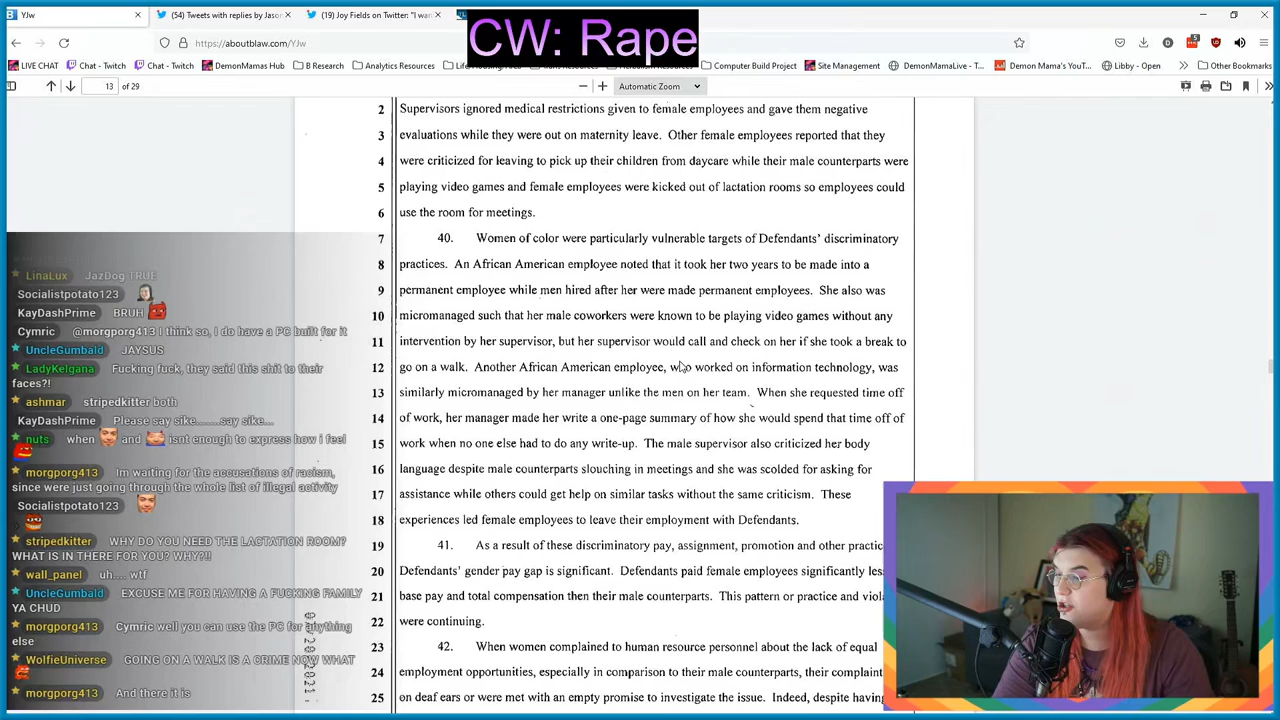 YJw
(54) Tweets with replies by Jason
(19) Joy Fields on Twitter: "I wan
CW: Rape
https://aboutblaw.com/YJw
LIVE CHAT
Chat - Twitch
Chat - Twitch
DemonMamas Hub
B Research
Analytics Resources
Computer Build Project
Site Management
DemonMamaLive - T...
Demon Mama's YouT...
Libby - Open
Other Bookmarks
13 of 29
Automatic Zoom
2 Supervisors ignored medical restrictions given to female employees and gave them negative
3 evaluations while they were out on maternity leave. Other female employees reported that they
4 were criticized for leaving to pick up their children from daycare while their male counterparts were
5 playing video games and female employees were kicked out of lactation rooms so employees could
6 use the room for meetings.
7 40. Women of color were particularly vulnerable targets of Defendants' discriminatory
8 practices. An African American employee noted that it took her two years to be made into a
9 permanent employee while men hired after her were made permanent employees. She also was
10 micromanaged such that her male coworkers were known to be playing video games without any
11 intervention by her supervisor, but her supervisor would call and check on her if she took a break to
12 go on a walk. Another African American employee, who worked on information technology, was
13 similarly micromanaged by her manager unlike the men on her team. When she requested time off
14 of work, her manager made her write a one-page summary of how she would spend that time off of
15 work when no one else had to do any write-up. The male supervisor also criticized her body
16 language despite male counterparts slouching in meetings and she was scolded for asking for
17 assistance while others could get help on similar tasks without the same criticism. These
18 experiences led female employees to leave their employment with Defendants.
19 41. As a result of these discriminatory pay, assignment, promotion and other practic
20 Defendants' gender pay gap is significant. Defendants paid female employees significantly less
21 base pay and total compensation then their male counterparts. This pattern or practice and viola
22 were continuing.
23 42. When women complained to human resource personnel about the lack of equal
24 employment opportunities, especially in comparison to their male counterparts, their complaint
25 on deaf ears or were met with an empty promise to investigate the issue. Indeed, despite having
LinaLux JazDog TRUE
Socialistpotato123
KayDashPrime BRUH
Cymric @morgporg413 I think so, I do have a PC built for it
UncleGumbald JAYSUS
LadyKelgana Fucking fuck, they said this shit to their
faces?!
ashmar stripedkitter both
KayDashPrime Please say sike.......say sike...
nuts when and isnt enough to express how i feel
morgporg413 Im waiting for the accusations of racism,
since were just going through the whole list of illegal activity
Socialistpotato123
stripedkitter WHY DO YOU NEED THE LACTATION ROOM?
WHAT IS IN THERE FOR YOU? WHY?!!
wall_panel uh.... wtf
UncleGumbald EXCUSE ME FOR HAVING A FUCKING FAMILY
YA CHUD
morgporg413 Cymric well you can use the PC for anything
else
WolfieUniverse GOING ON A WALK IS A CRIME NOW WHAT
morgporg413 And there it is